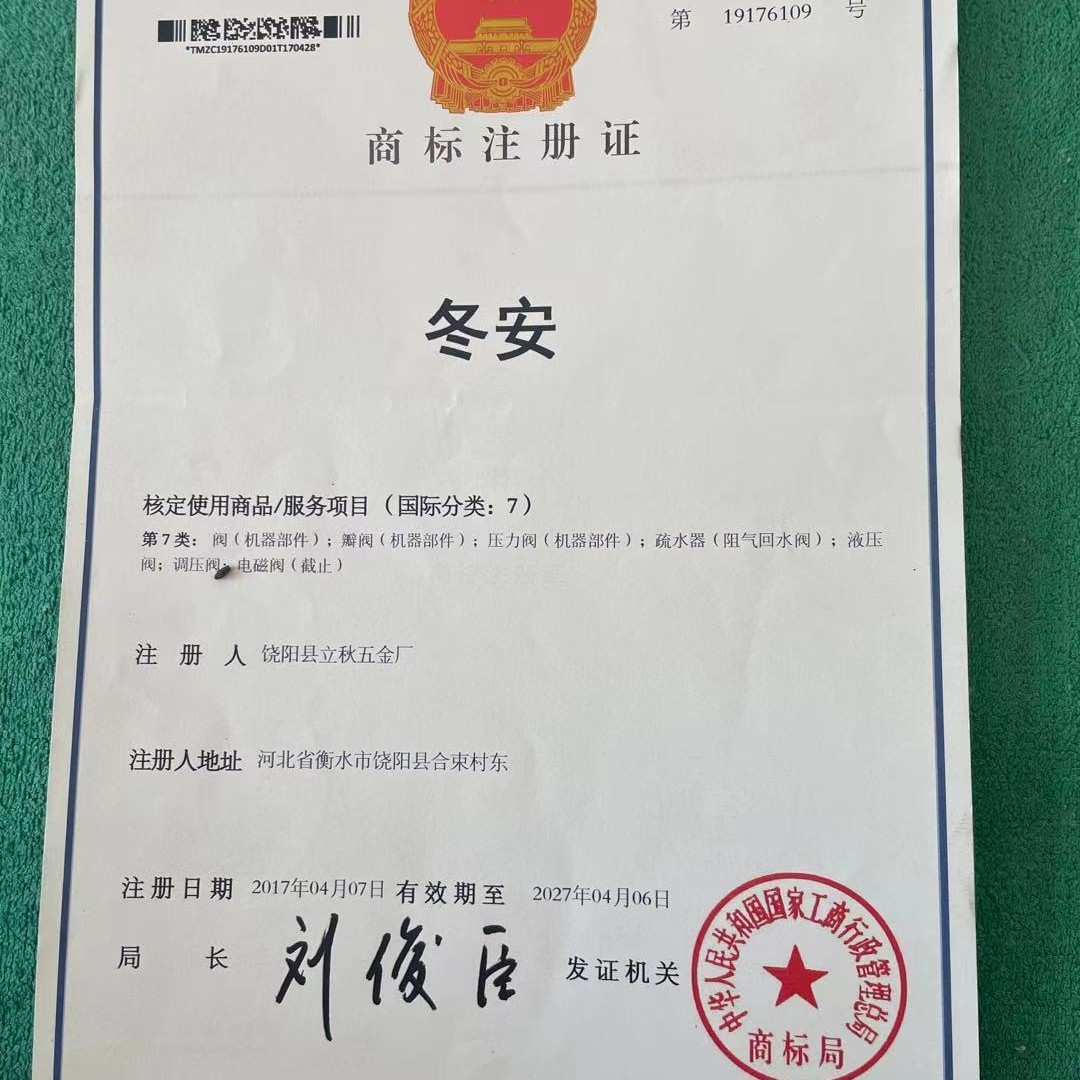 第 19176109 号
*TMZC19176109D01T170428*
商标注册证
冬安
核定使用商品/服务项目（国际分类：7）
第7类：阀（机器部件）；瓣阀（机器部件）；压力阀（机器部件）；疏水器（阻气回水阀）；液压
阀；调压阀；电磁阀（截止）
注册人 饶阳县立秋五金厂
注册人地址 河北省衡水市饶阳县合束村东
注册日期 2017年04月07日 有效期至 2027年04月06日
局长 刘俊臣 发证机关
中华人民共和国国家工商行政管理总局
商标局